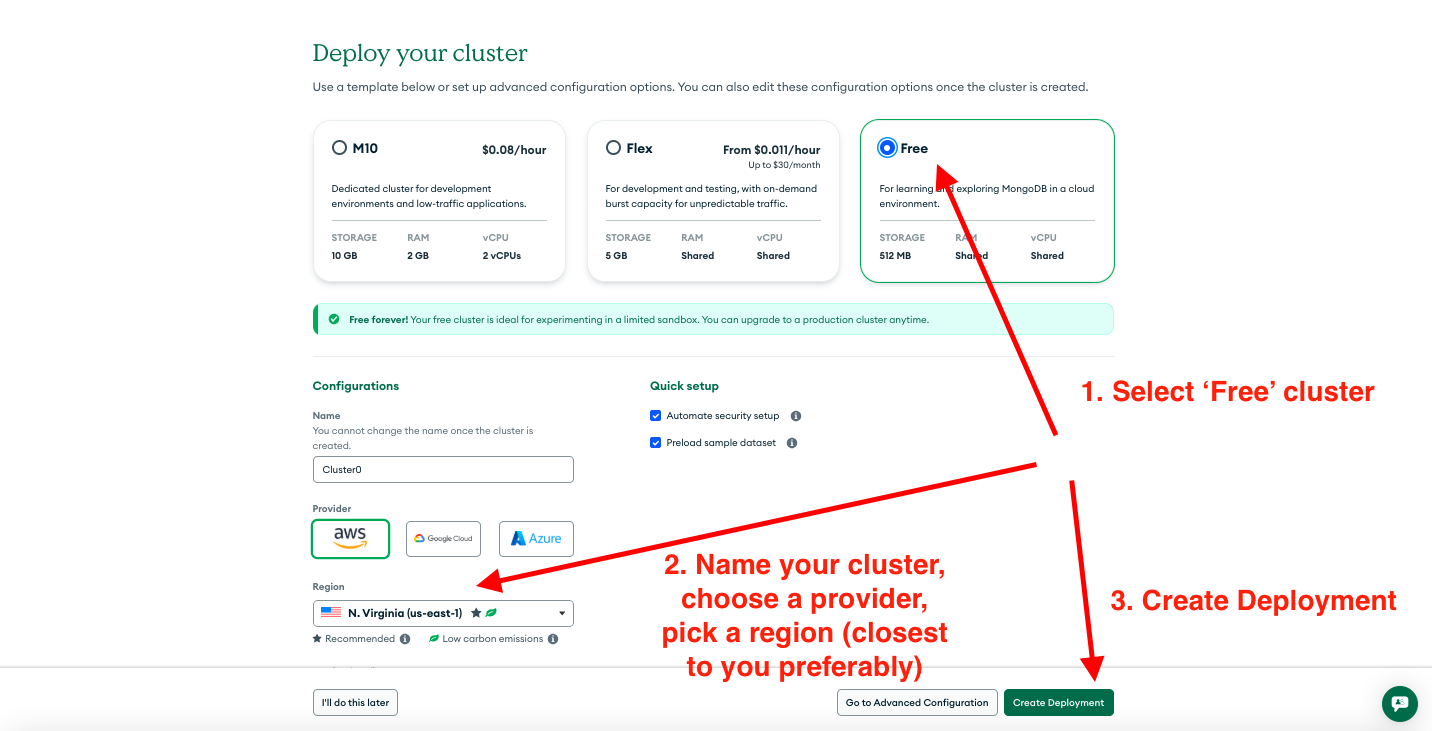 Deploy your cluster
Use a template below or set up advanced configuration options. You can also edit these configuration options once the cluster is created.
M10
$0.08/hour
Dedicated cluster for development
environments and low-traffic applications.
STORAGE RAM vCPU
10 GB 2 GB 2 vCPUs
Flex
From $0.011/hour
Up to $30/month
For development and testing, with on-demand
burst capacity for unpredictable traffic.
STORAGE RAM vCPU
5 GB Shared Shared
Free
For learning and exploring MongoDB in a cloud
environment.
STORAGE RAM vCPU
512 MB Shared Shared
Free forever! Your free cluster is ideal for experimenting in a limited sandbox. You can upgrade to a production cluster anytime.
Configurations
Name
You cannot change the name once the cluster is
created.
Cluster0
Provider
aws
Google Cloud
Azure
Region
N. Virginia (us-east-1)
Recommended
Low carbon emissions
Quick setup
Automate security setup
Preload sample dataset
1. Select ‘Free’ cluster
2. Name your cluster,
choose a provider,
pick a region (closest
to you preferably)
3. Create Deployment
I'll do this later
Go to Advanced Configuration
Create Deployment